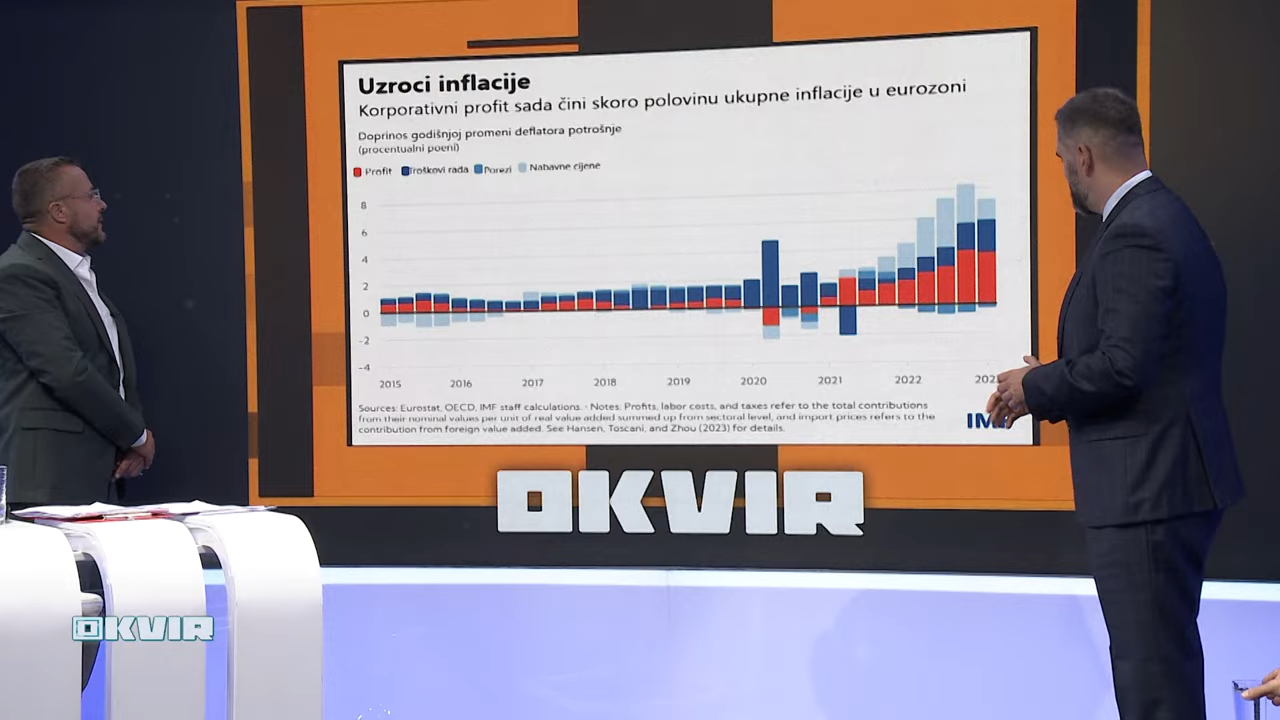 Uzroci inflacije
Korporativni profit sada čini skoro polovinu ukupne inflacije u eurozoni
Doprinos godišnjoj promeni deflatora potrošnje
(procentualni poeni)
Profit Troškovi rada Porezi Nabavne cijene
8
6
4
2
0
-2
-4
2015 2016 2017 2018 2019 2020 2021 2022
Sources: Eurostat, OECD, IMF staff calculations. · Notes: Profits, labor costs, and taxes refer to the total contributions
from their nominal values per unit of real value added summed up from sectoral level, and import prices refers to the
contribution from foreign value added. See Hansen, Toscani, and Zhou (2023) for details.
OKVIR
OKVIR